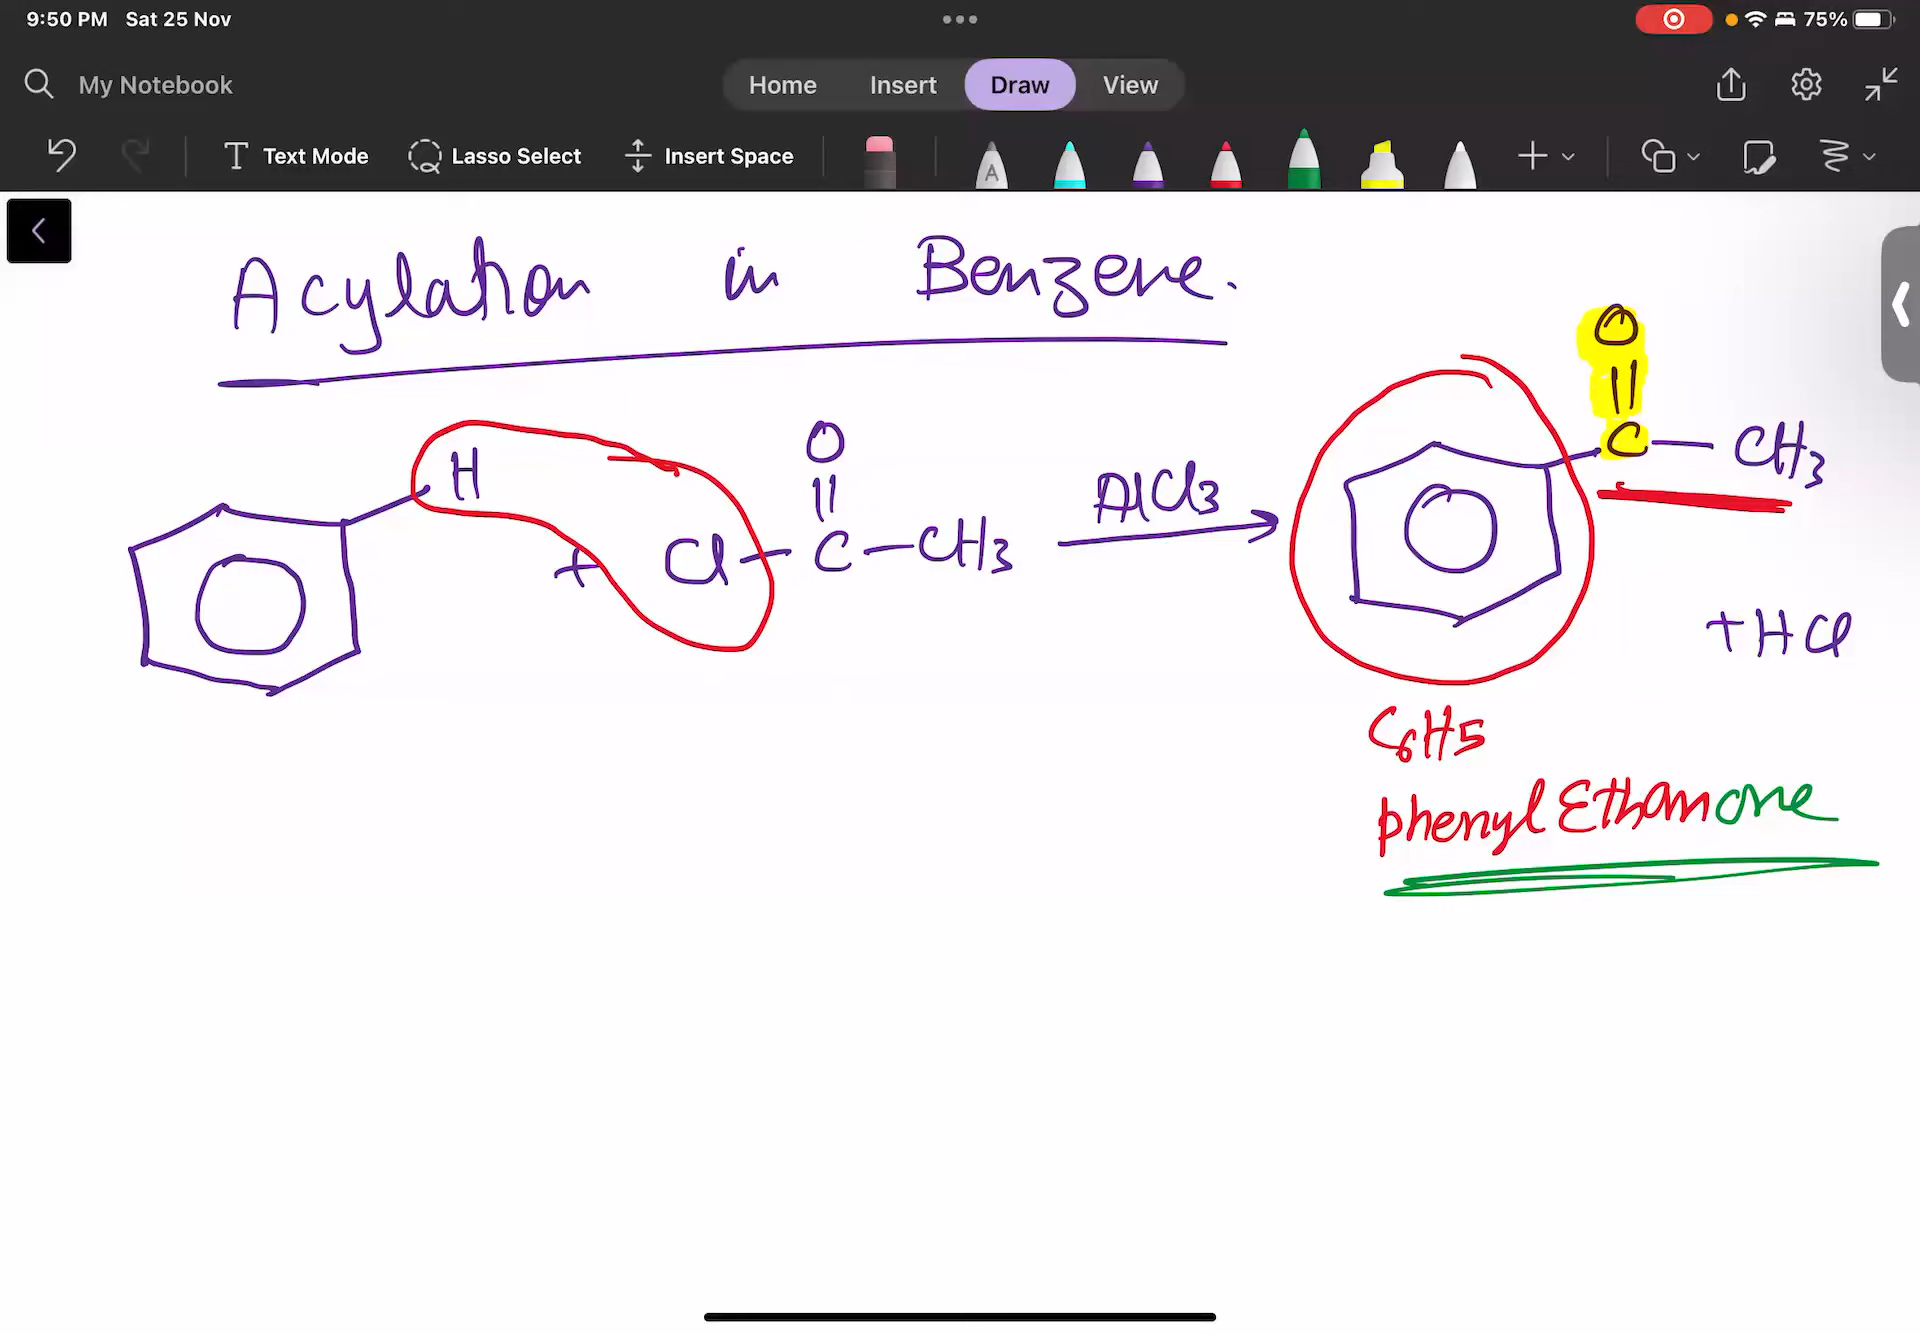 9:50 PM Sat 25 Nov 75%
My Notebook Home Insert Draw View
Text Mode Lasso Select Insert Space A
Acylation in Benzene.
O
||
H + Cl - C - CH3
AlCl3
O
||
C - CH3
+ HCl
C6H5
phenyl Ethanone